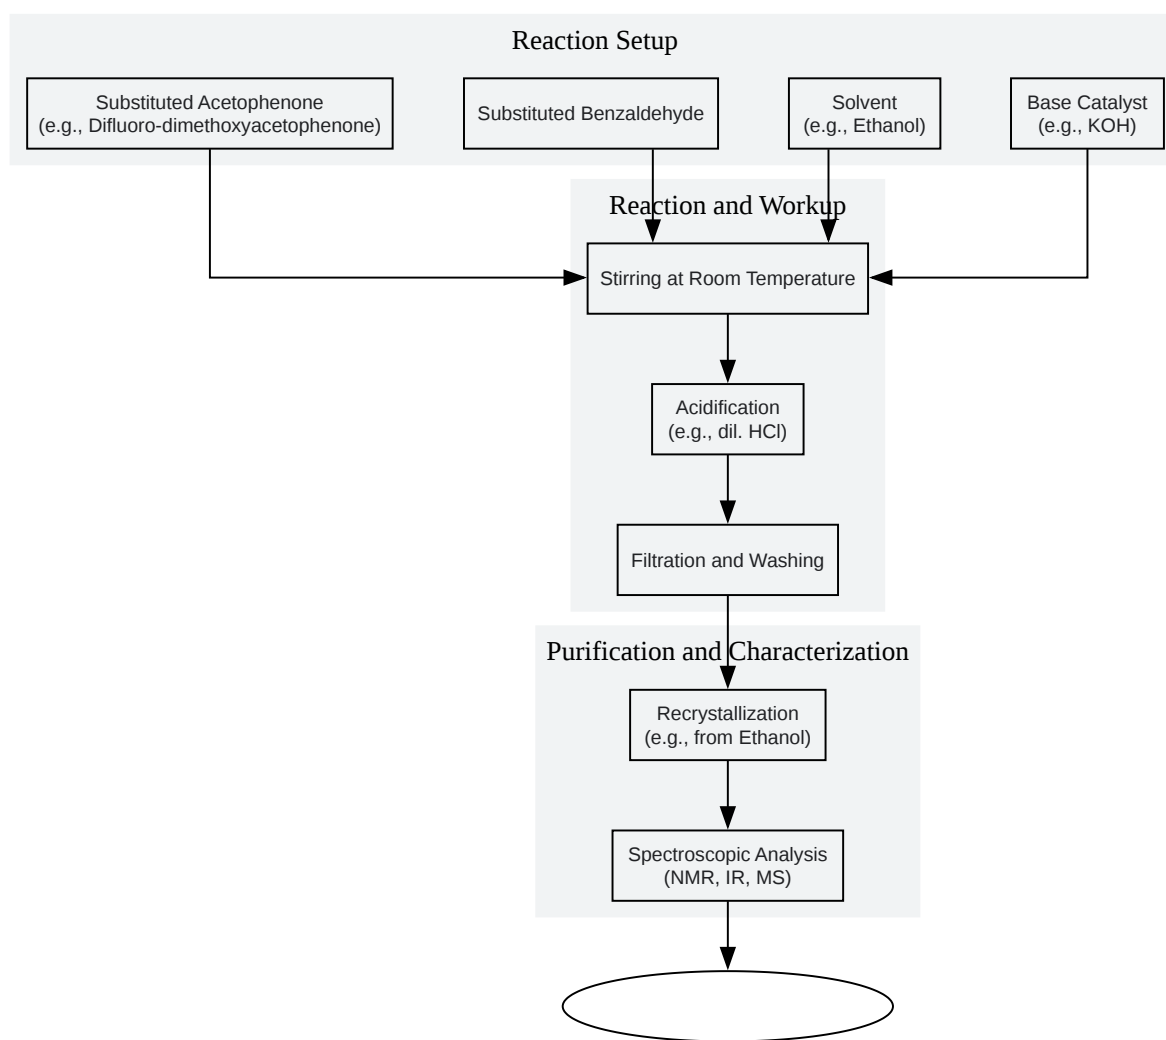 Reaction Setup
Substituted Acetophenone
(e.g., Difluoro-dimethoxyacetophenone)
Substituted Benzaldehyde
Solvent
(e.g., Ethanol)
Base Catalyst
(e.g., KOH)
Reaction and Workup
Stirring at Room Temperature
Acidification
(e.g., dil. HCl)
Filtration and Washing
Purification and Characterization
Recrystallization
(e.g., from Ethanol)
Spectroscopic Analysis
(NMR, IR, MS)